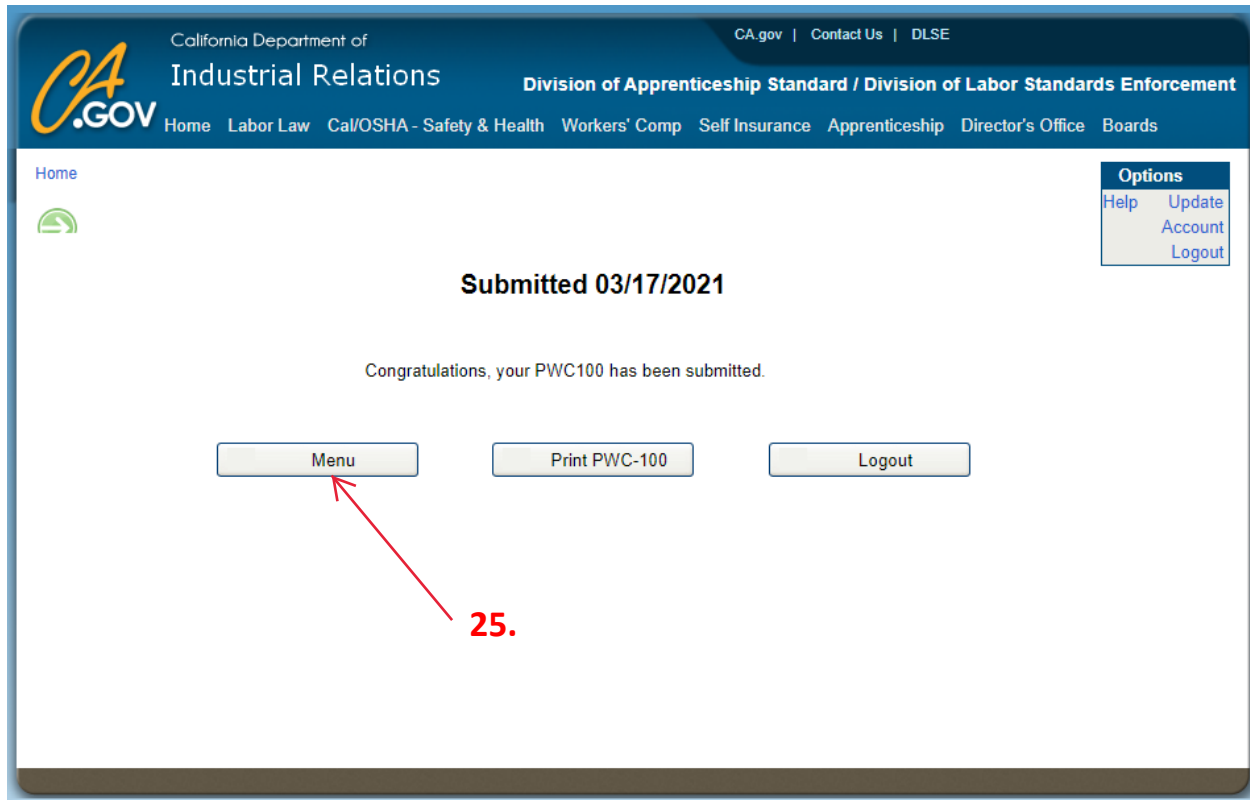 CA.GOV
California Department of
Industrial Relations
CA.gov | Contact Us | DLSE
Division of Apprenticeship Standard / Division of Labor Standards Enforcement
Home Labor Law Cal/OSHA - Safety & Health Workers' Comp Self Insurance Apprenticeship Director's Office Boards
Home
Options
Help Update
Account
Logout
Submitted 03/17/2021
Congratulations, your PWC100 has been submitted.
Menu Print PWC-100 Logout
25.